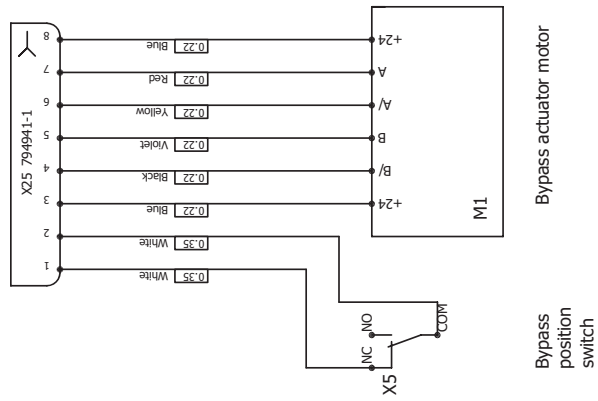 X25 794941-1
8
Blue
0.22
+24
7
Red
0.22
A
6
Yellow
0.22
A/
5
Violet
0.22
B
4
Black
0.22
B/
3
Blue
0.22
+24
2
White
0.35
1
White
0.35
M1
Bypass actuator motor
NO
NC
COM
X5
Bypass
position
switch